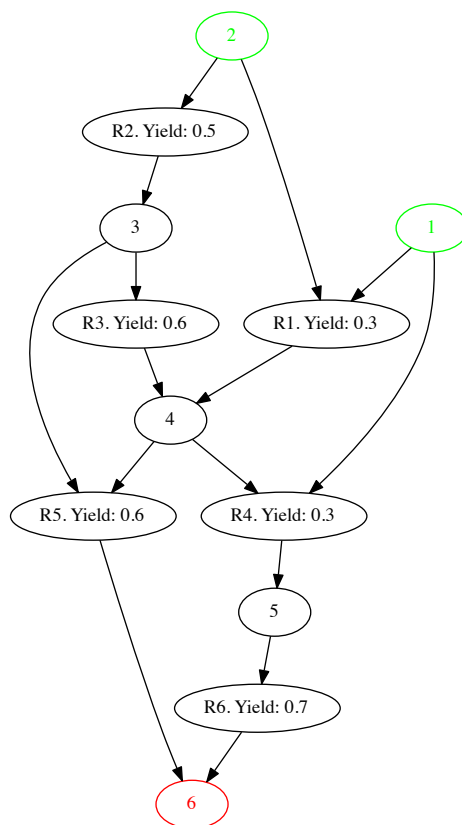 2
R2. Yield: 0.5
3
1
R3. Yield: 0.6
R1. Yield: 0.3
4
R5. Yield: 0.6
R4. Yield: 0.3
5
R6. Yield: 0.7
6